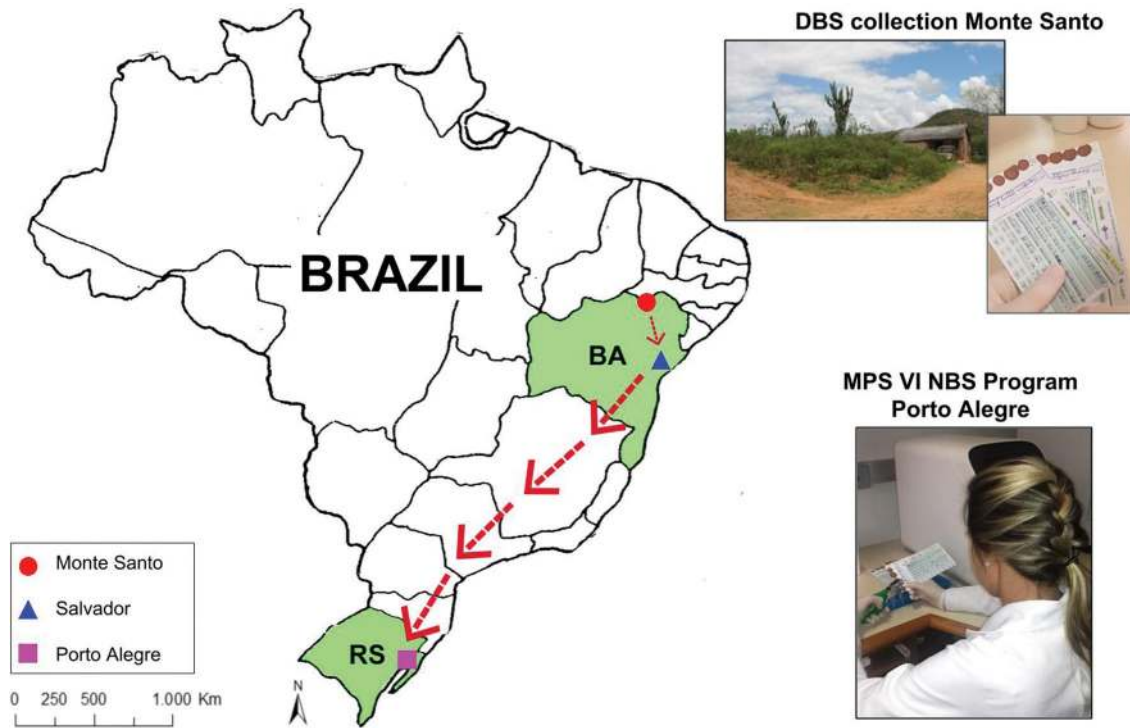 DBS collection Monte Santo
BRAZIL
BA
MPS VI NBS Program
Porto Alegre
Monte Santo
Salvador
Porto Alegre
RS
N
0 250 500 1.000 Km